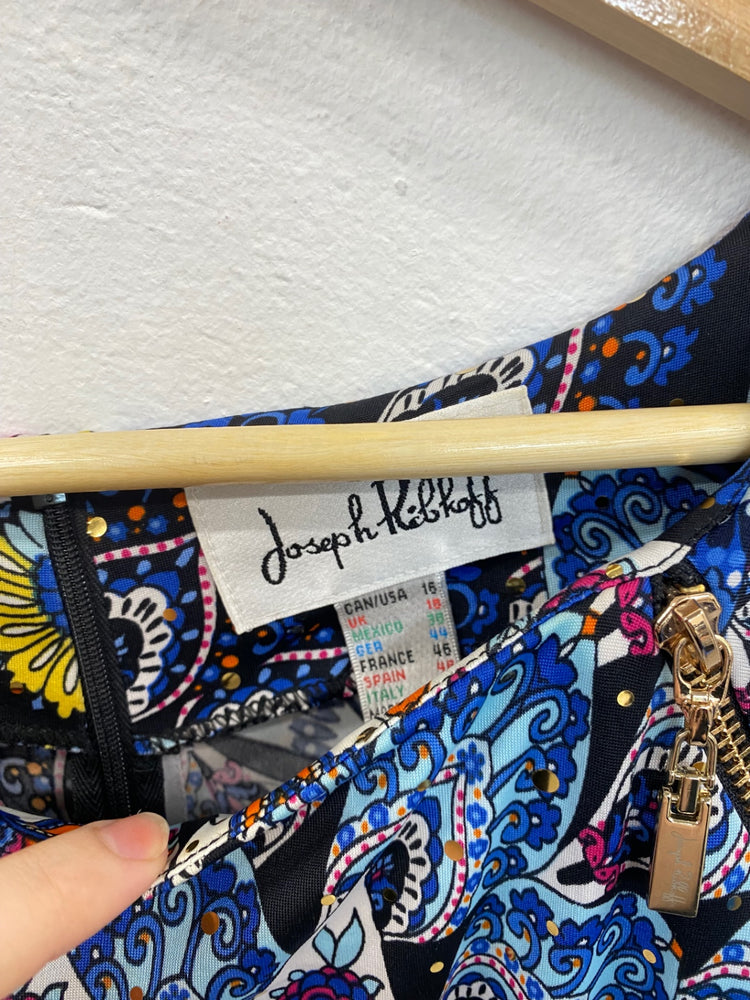 Joseph Ribkoff
CAN/USA 16
UK 18
MEXICO 38
GER 44
FRANCE 46
SPAIN 48
ITALY